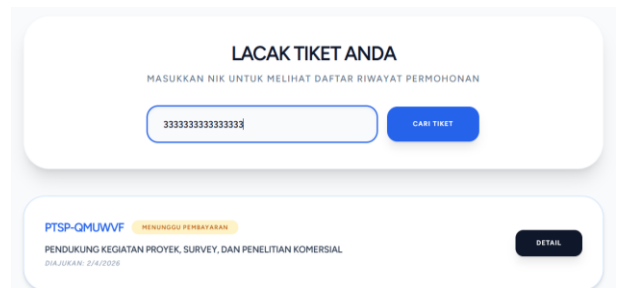 LACAK TIKET ANDA
MASUKKAN NIK UNTUK MELIHAT DAFTAR RIWAYAT PERMOHONAN
3333333333333333
CARI TIKET
PTSP-QMUWVF MENUNGGU PEMBAYARAN
PENDUKUNG KEGIATAN PROYEK, SURVEY, DAN PENELITIAN KOMERSIAL
DETAIL
DIAJUKAN: 2/4/2026